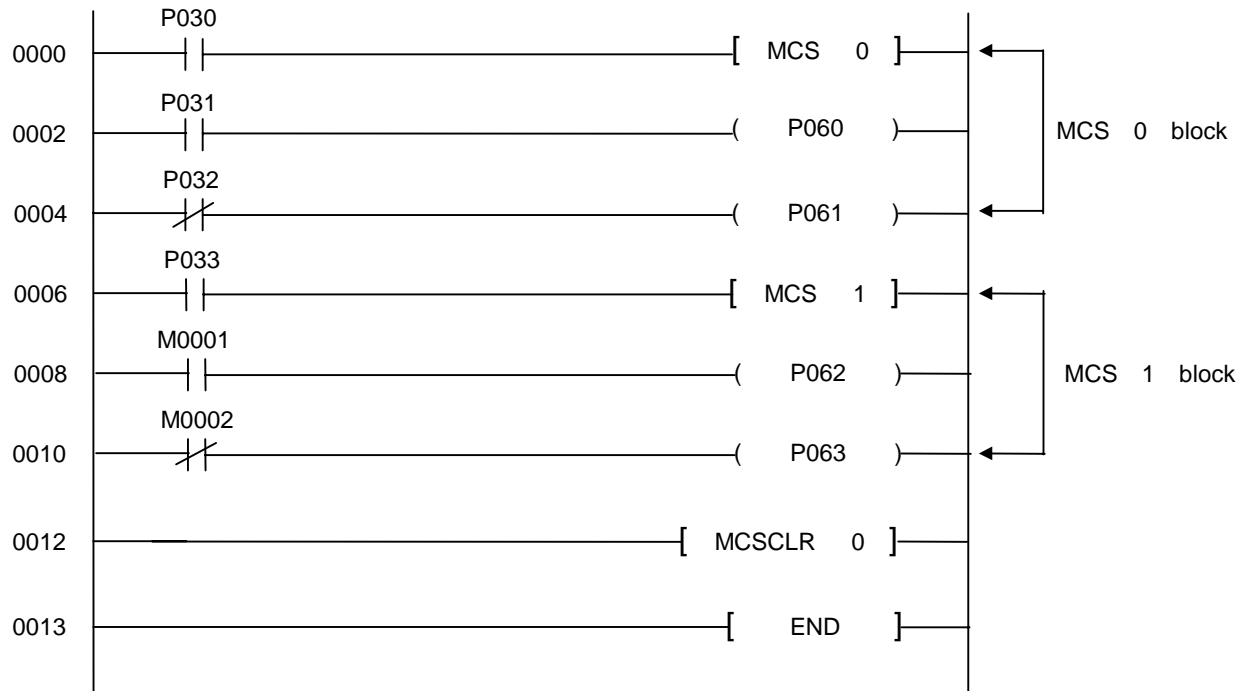 P030
0000 [ MCS 0 ]
P031
0002 ( P060 ) MCS 0 block
P032
0004 ( P061 )
P033
0006 [ MCS 1 ]
M0001
0008 ( P062 ) MCS 1 block
M0002
0010 ( P063 )
0012 [ MCSCLR 0 ]
0013 [ END ]